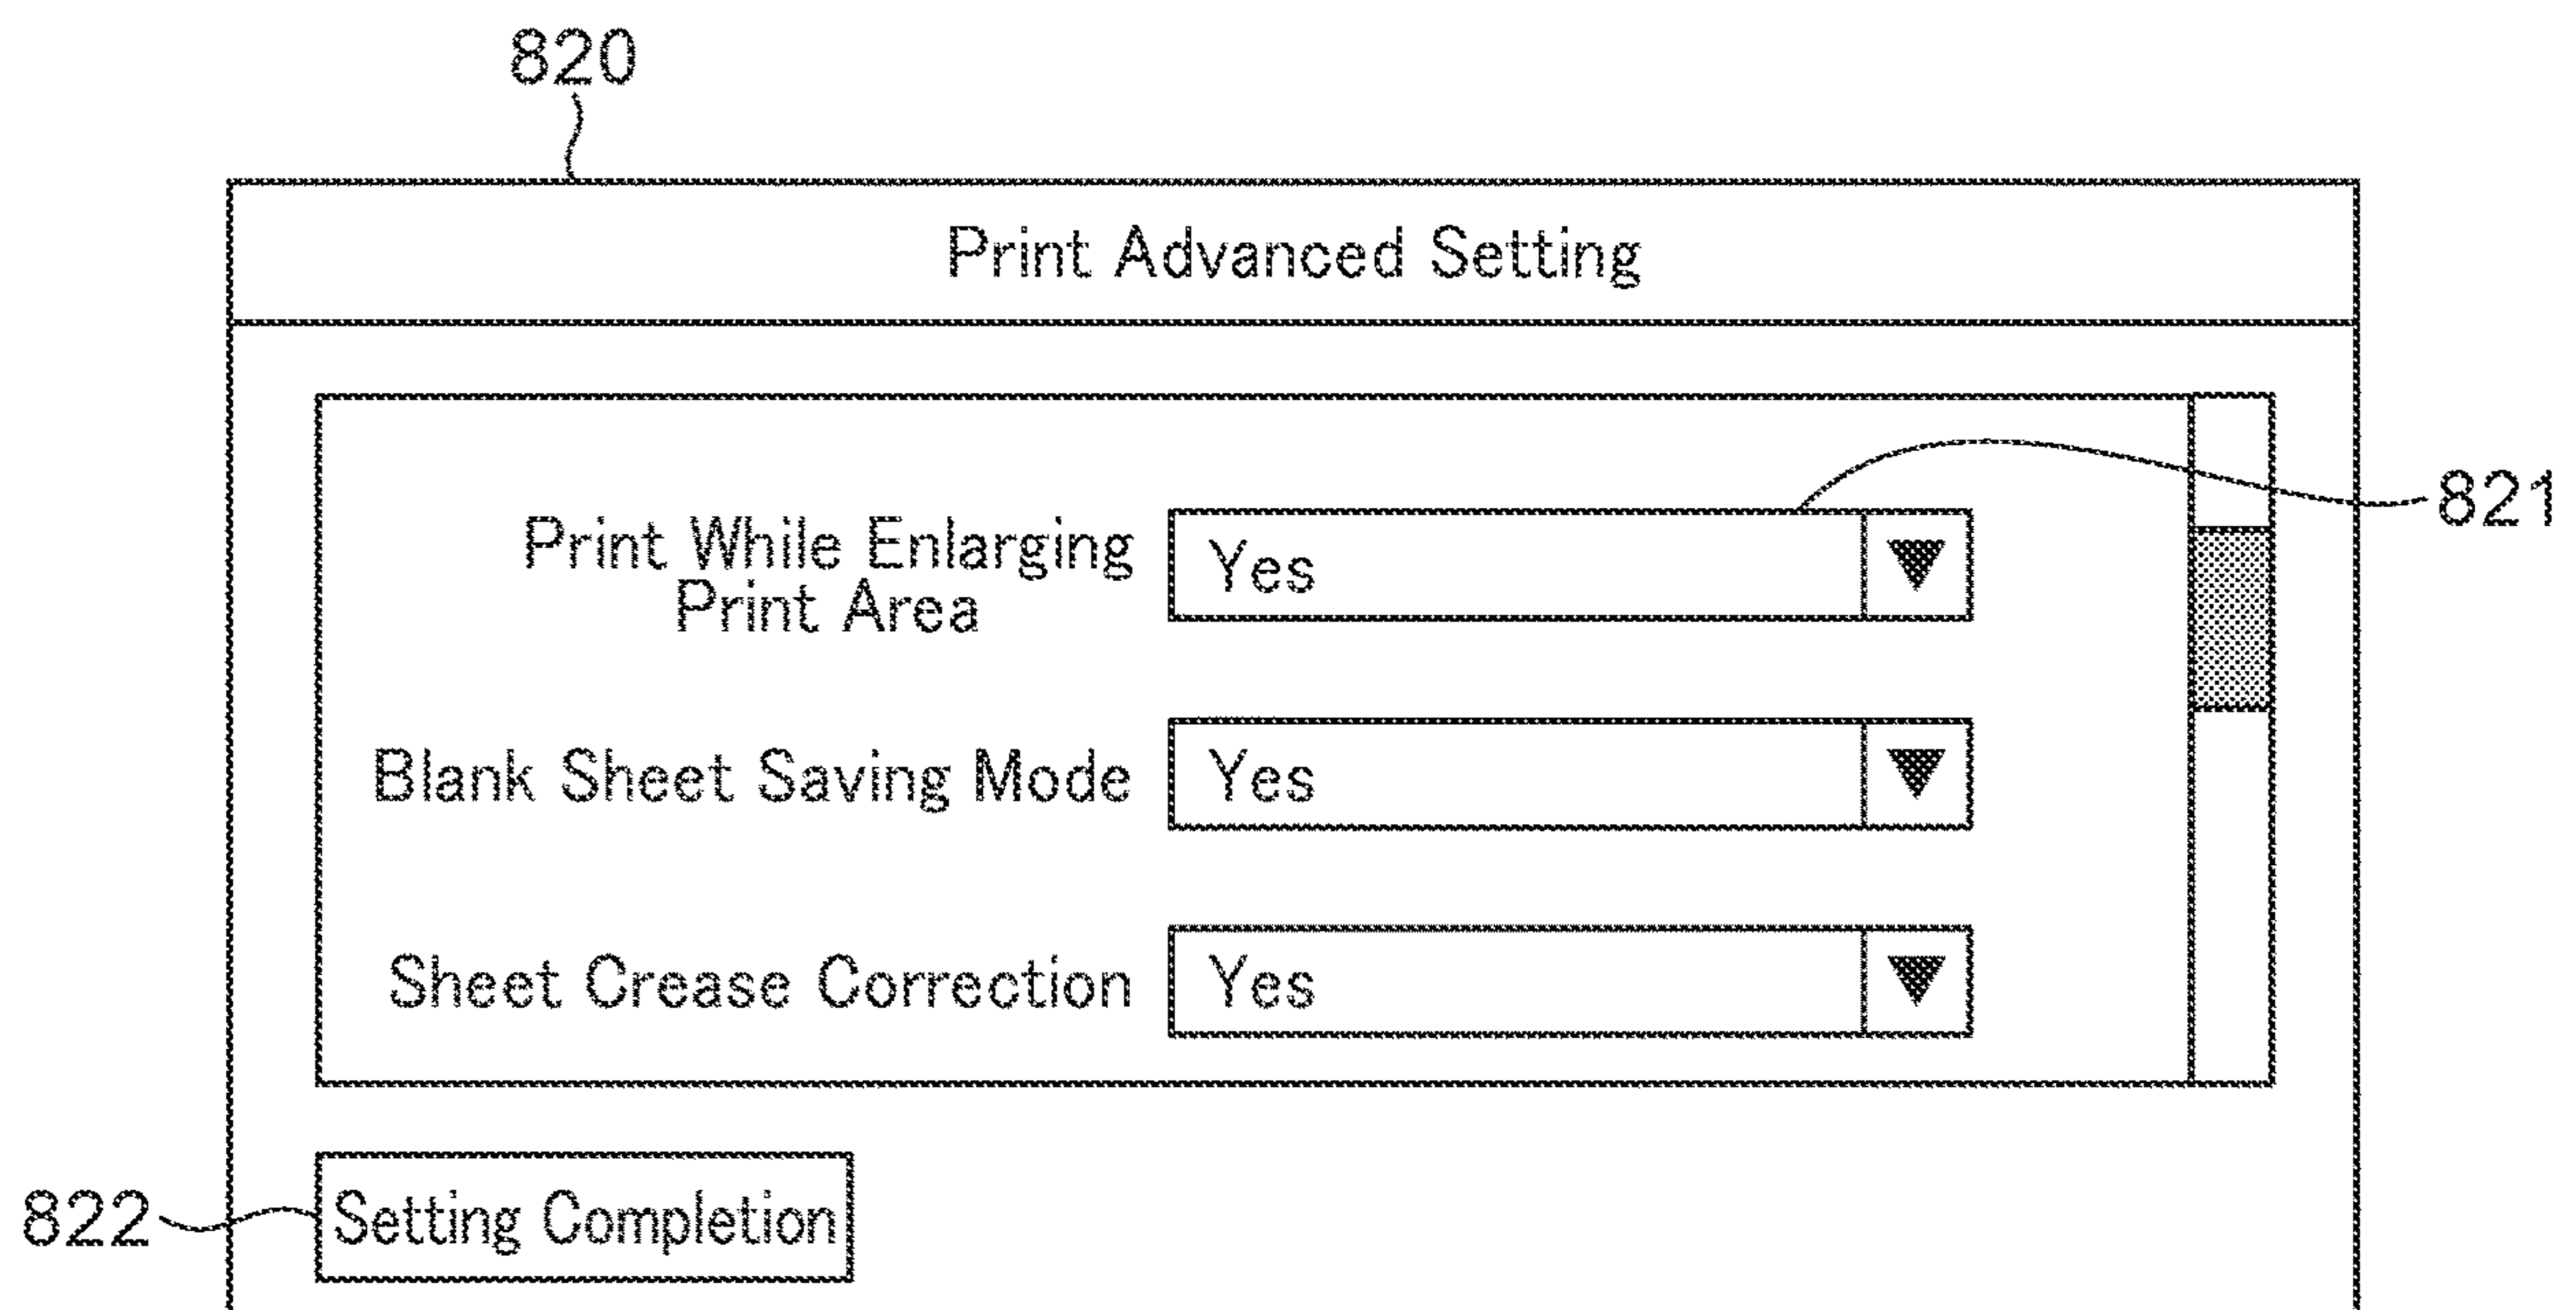 820
Print Advanced Setting
Print While Enlarging
Print Area
Yes
821
Blank Sheet Saving Mode
Yes
Sheet Crease Correction
Yes
822
Setting Completion